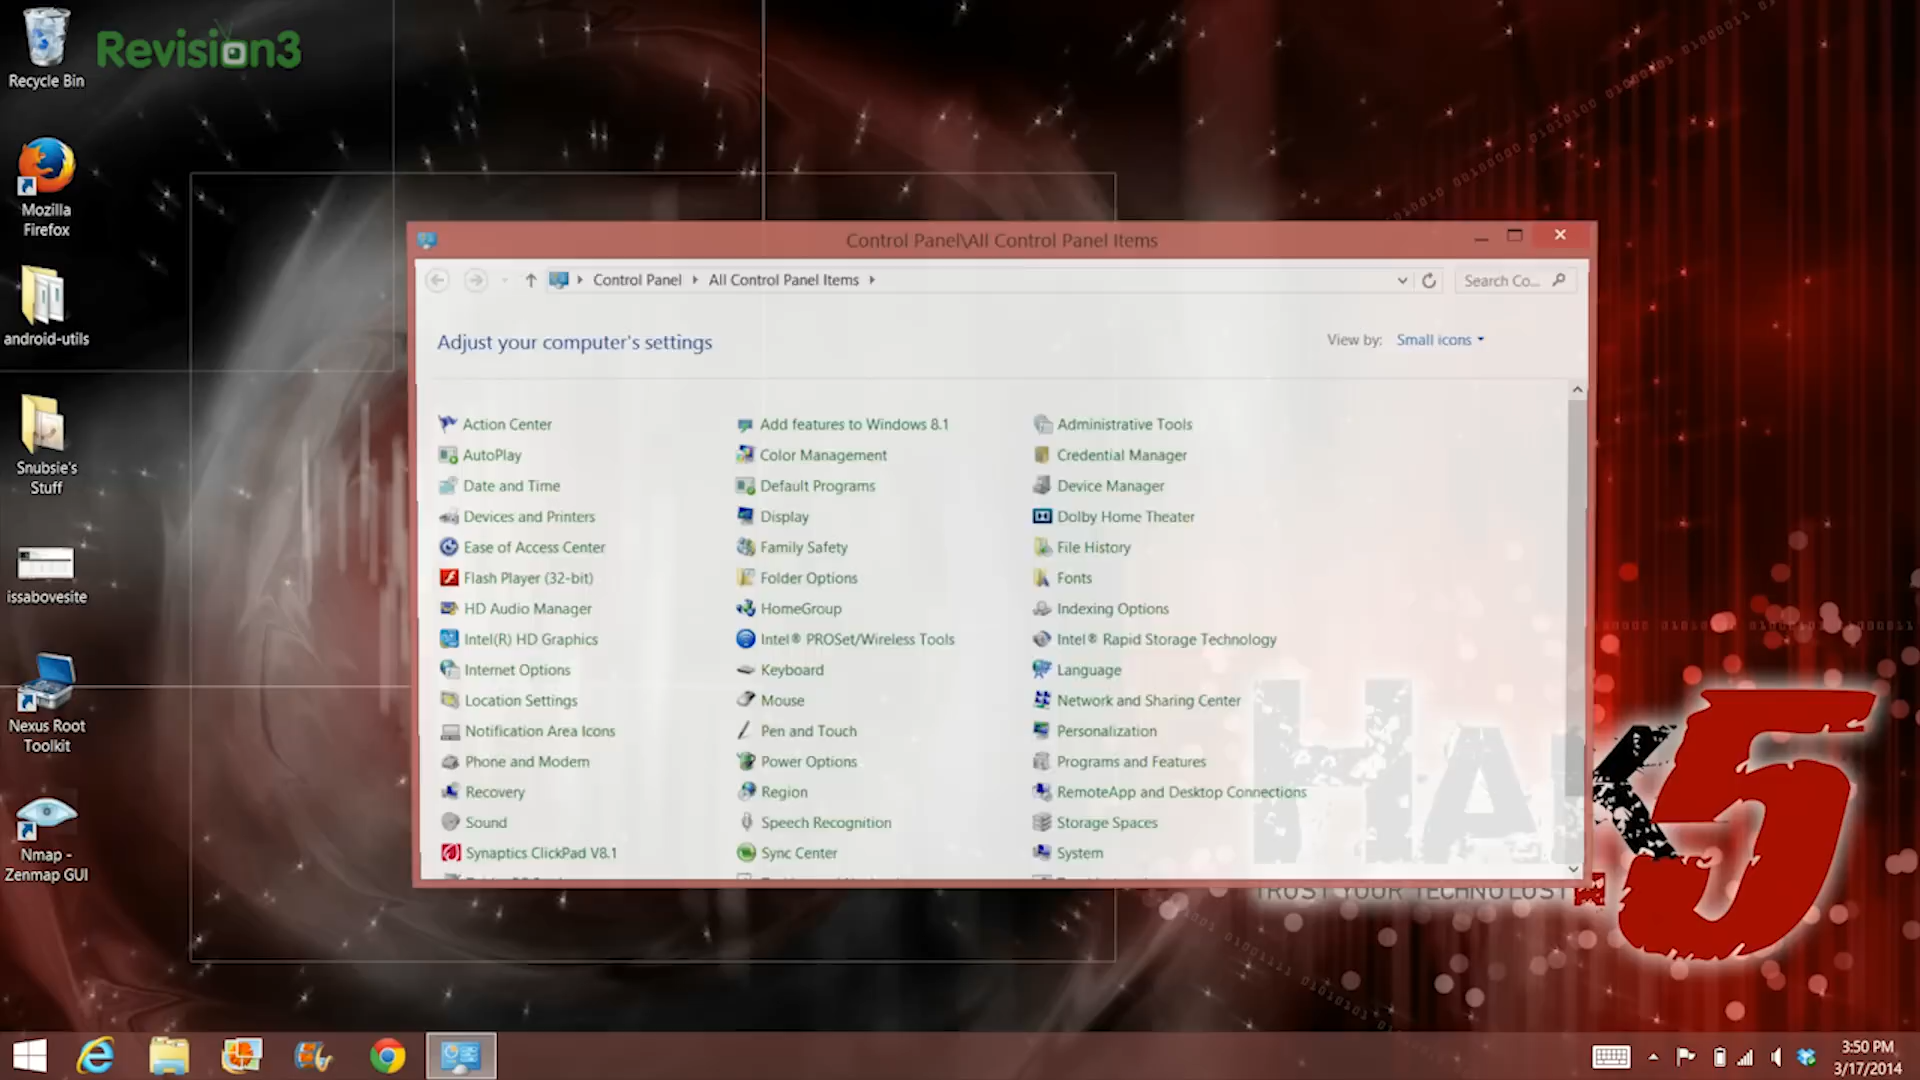 Revision3
Recycle Bin
Mozilla
Firefox
android-utils
Snubsie's
Stuff
issabovesite
Nexus Root
Toolkit
Nmap -
Zenmap GUI
Control Panel\All Control Panel Items
Control Panel All Control Panel Items
Search Co...
Adjust your computer's settings
View by: Small icons
Action Center Add features to Windows 8.1 Administrative Tools
AutoPlay Color Management Credential Manager
Date and Time Default Programs Device Manager
Devices and Printers Display Dolby Home Theater
Ease of Access Center Family Safety File History
Flash Player (32-bit) Folder Options Fonts
HD Audio Manager HomeGroup Indexing Options
Intel(R) HD Graphics Intel® PROSet/Wireless Tools Intel® Rapid Storage Technology
Internet Options Keyboard Language
Location Settings Mouse Network and Sharing Center
Notification Area Icons Pen and Touch Personalization
Phone and Modem Power Options Programs and Features
Recovery Region RemoteApp and Desktop Connections
Sound Speech Recognition Storage Spaces
Synaptics ClickPad V8.1 Sync Center System
HAK5
TRUST YOUR TECHNOLUST
3:50 PM
3/17/2014